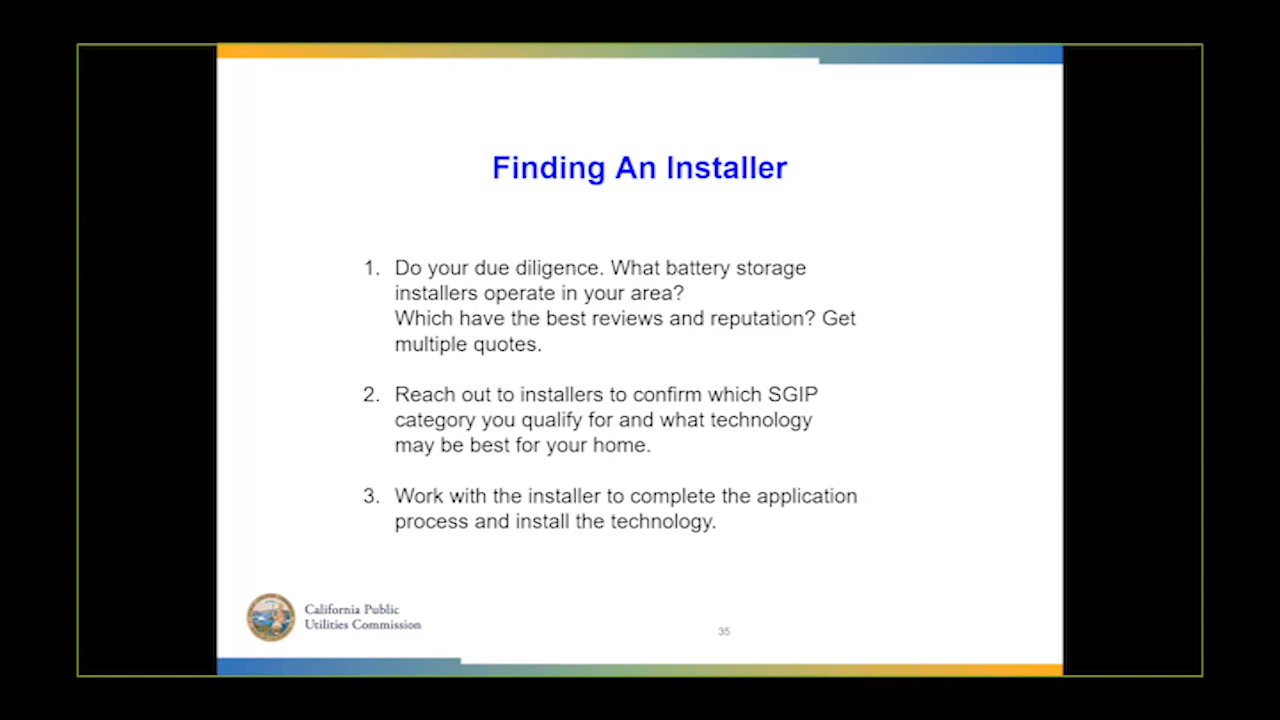 Finding An Installer
1. Do your due diligence. What battery storage
installers operate in your area?
Which have the best reviews and reputation? Get
multiple quotes.
2. Reach out to installers to confirm which SGIP
category you qualify for and what technology
may be best for your home.
3. Work with the installer to complete the application
process and install the technology.
California Public
Utilities Commission
35